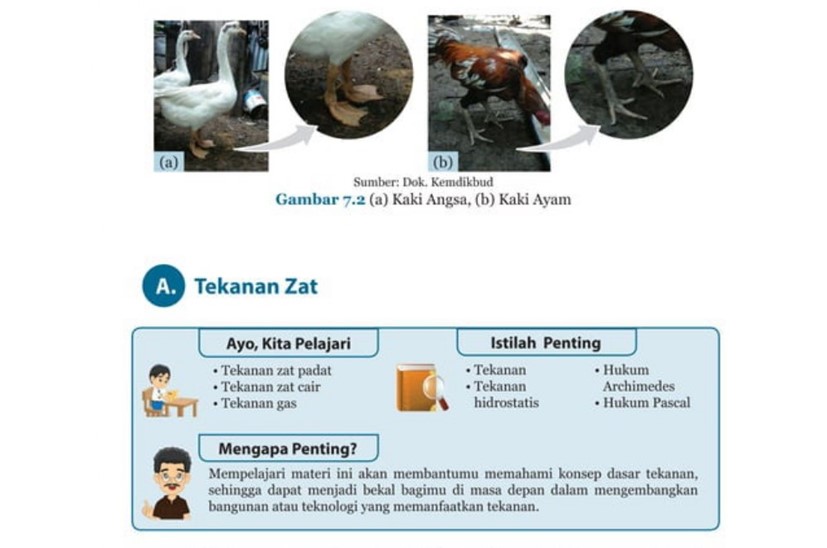 (a)
(b)
Sumber: Dok. Kemdikbud
Gambar 7.2 (a) Kaki Angsa, (b) Kaki Ayam
A. Tekanan Zat
Ayo, Kita Pelajari
• Tekanan zat padat
• Tekanan zat cair
• Tekanan gas
Istilah Penting
• Tekanan
• Tekanan
hidrostatis
• Hukum
Archimedes
• Hukum Pascal
Mengapa Penting?
Mempelajari materi ini akan membantumu memahami konsep dasar tekanan,
sehingga dapat menjadi bekal bagimu di masa depan dalam mengembangkan
bangunan atau teknologi yang memanfaatkan tekanan.